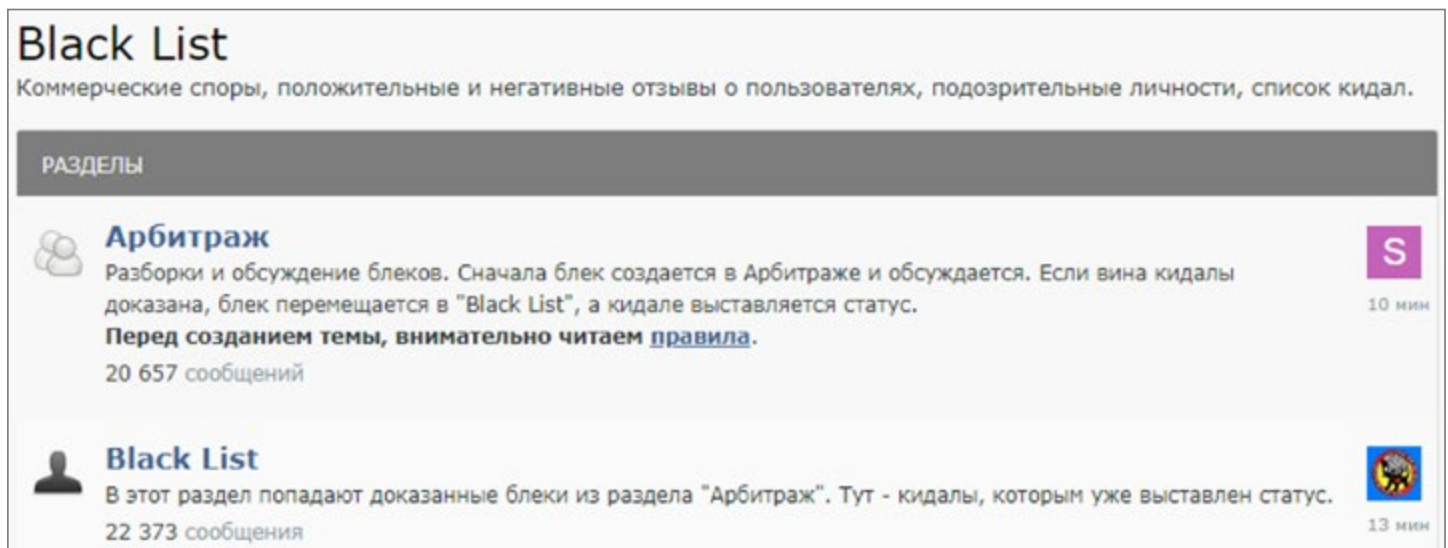 Black List
Коммерческие споры, положительные и негативные отзывы о пользователях, подозрительные личности, список кидал.
РАЗДЕЛЫ
Арбитраж
Разборки и обсуждение блеков. Сначала блек создается в Арбитраже и обсуждается. Если вина кидалы
доказана, блек перемещается в "Black List", а кидале выставляется статус.
Перед созданием темы, внимательно читаем правила.
20 657 сообщений
S
10 мин
Black List
В этот раздел попадают доказанные блеки из раздела "Арбитраж". Тут - кидалы, которым уже выставлен статус.
22 373 сообщения
13 мин